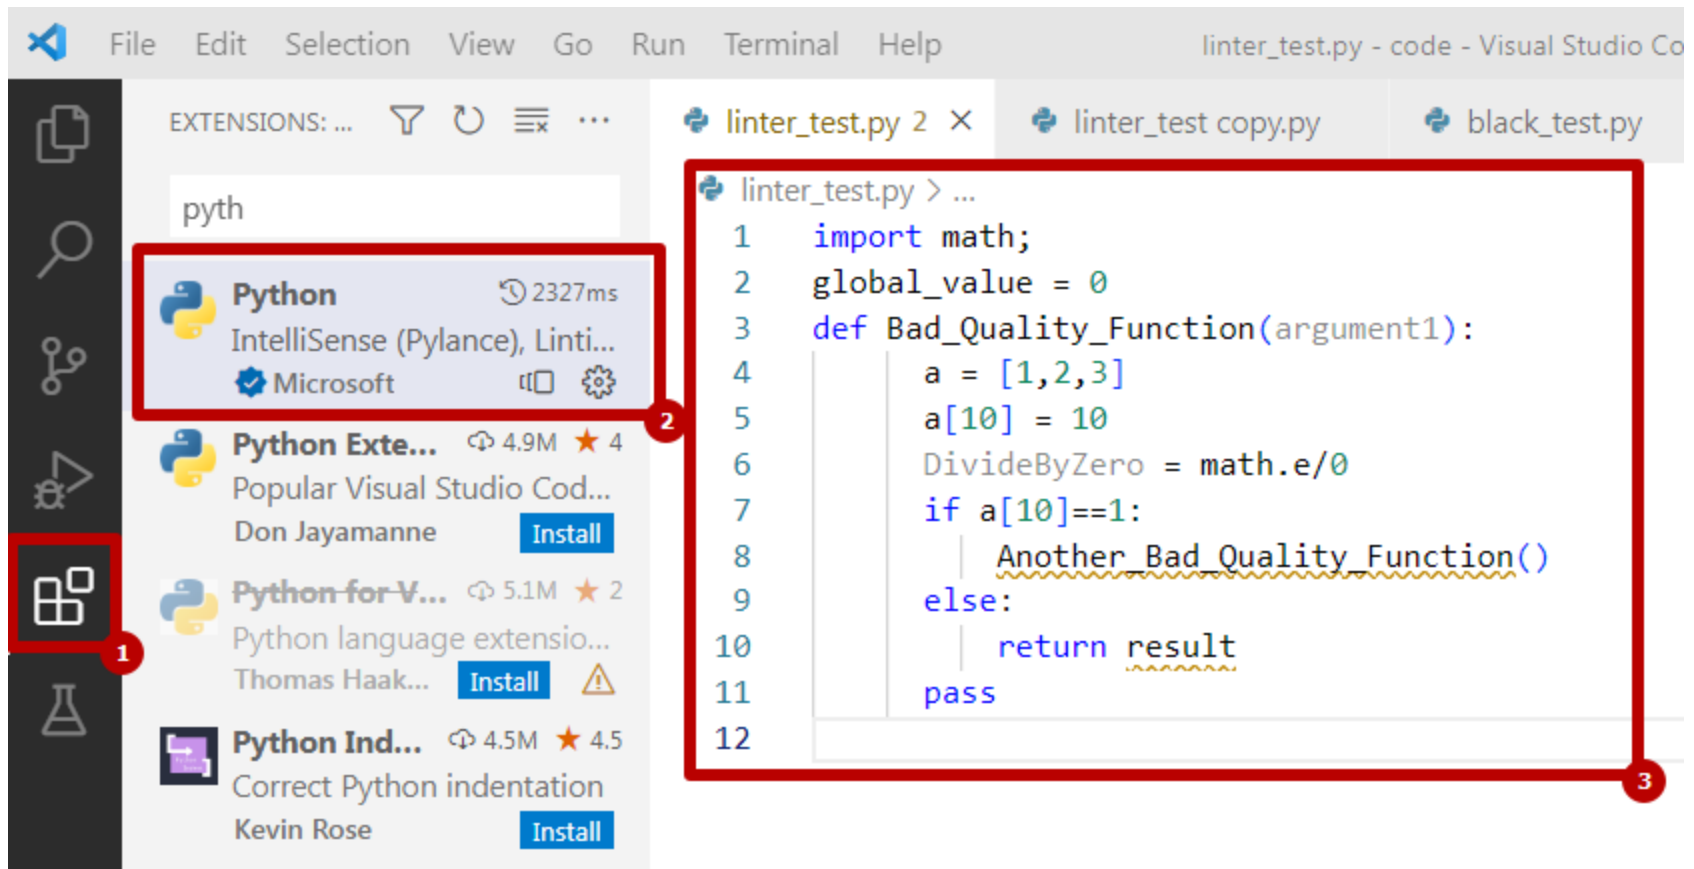 File Edit Selection View Go Run Terminal Help linter_test.py - code - Visual Studio Co
EXTENSIONS: ...
pyth
Python 2327ms
IntelliSense (Pylance), Linti...
Microsoft
2
Python Exte... 4.9M 4
Popular Visual Studio Cod...
Don Jayamanne Install
Python for V... 5.1M 2
Python language extensio...
Thomas Haak... Install
1
Python Ind... 4.5M 4.5
Correct Python indentation
Kevin Rose Install
linter_test.py 2 linter_test copy.py black_test.py
linter_test.py > ...
1 import math;
2 global_value = 0
3 def Bad_Quality_Function(argument1):
4 a = [1,2,3]
5 a[10] = 10
6 DivideByZero = math.e/0
7 if a[10]==1:
8 Another_Bad_Quality_Function()
9 else:
10 return result
11 pass
12
3